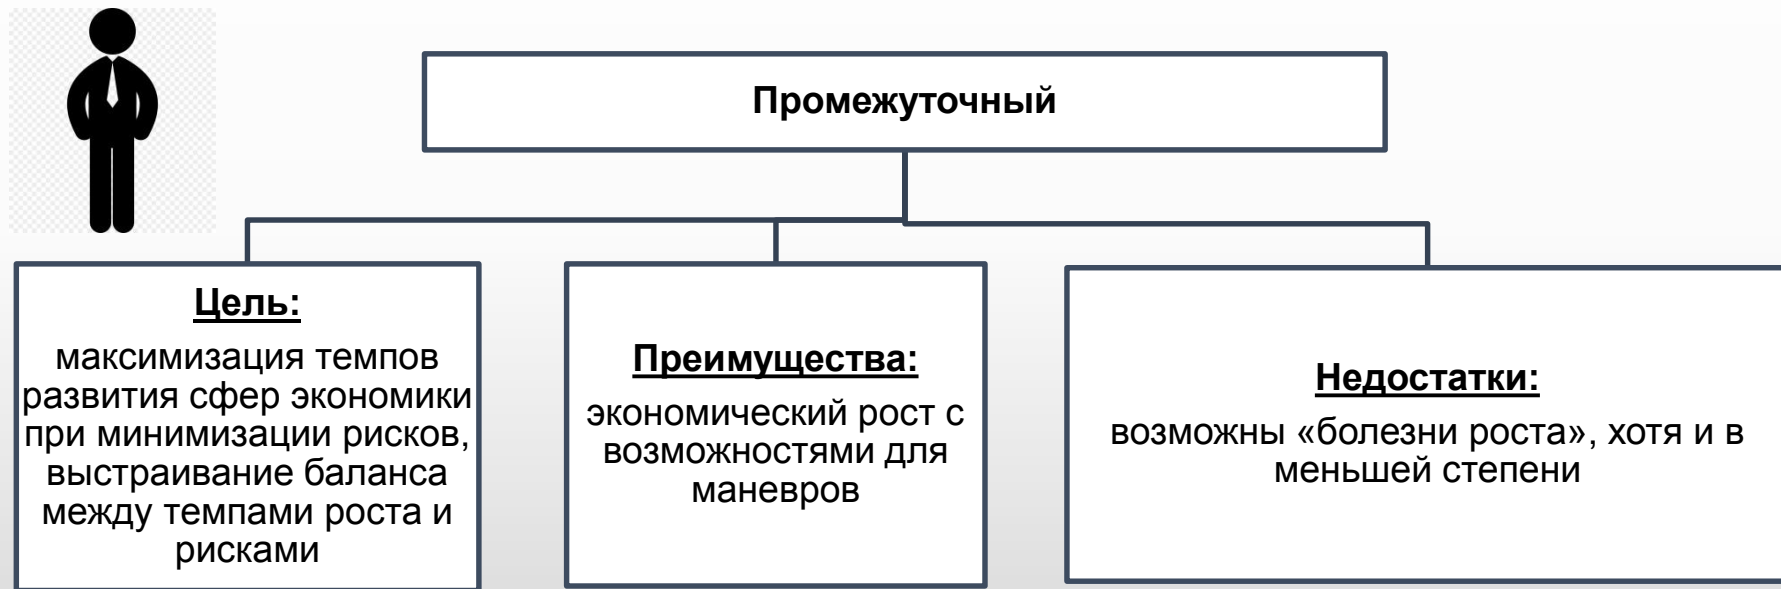 Промежуточный
Цель:
максимизация темпов
развития сфер экономики
при минимизации рисков,
выстраивание баланса
между темпами роста и
рисками
Преимущества:
экономический рост с
возможностями для
маневров
Недостатки:
возможны «болезни роста», хотя и в
меньшей степени